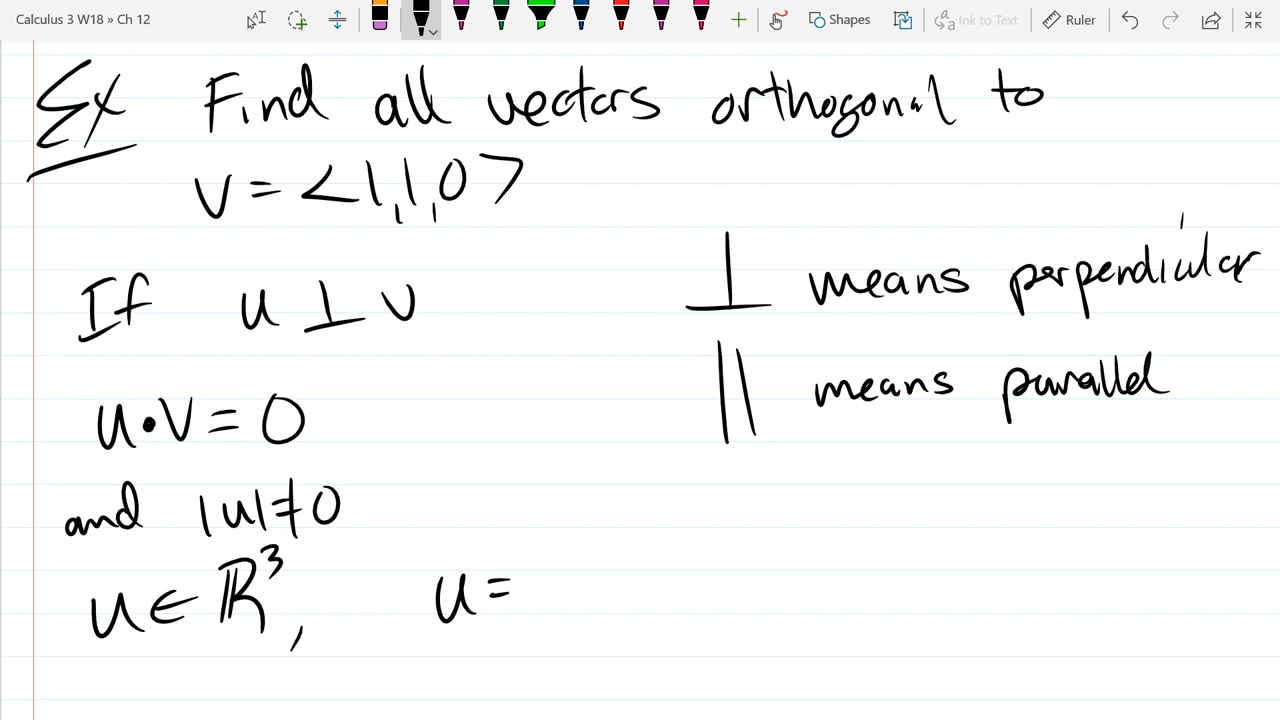 Calculus 3 W18 » Ch 12
Ink to Text
Shapes
Ruler
Ex Find all vectors orthogonal to
v = <1,1,0>
If u ⊥ v
⊥ means perpendicular
|| means parallel
u•v = 0
and |u| ≠ 0
u ∈ ℝ³, u =